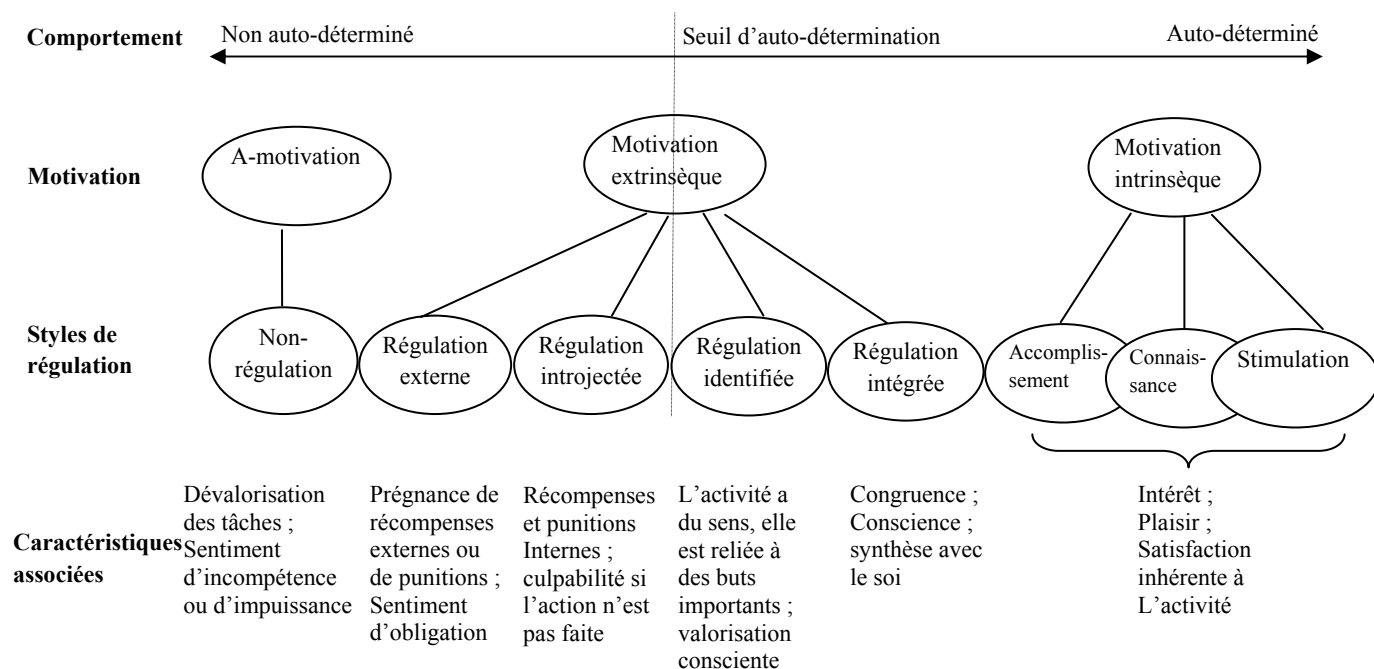 Comportement
Non auto-déterminé
Seuil d'auto-détermination
Auto-déterminé
Motivation
A-motivation
Motivation
extrinsèque
Motivation
intrinsèque
Styles de
régulation
Non-
régulation
Régulation
externe
Régulation
introjectée
Régulation
identifiée
Régulation
intégrée
Accomplis-
sement
Connais-
sance
Stimulation
Caractéristiques
associées
Dévalorisation
des tâches ;
Sentiment
d'incompétence
ou d'impuissance
Prégnance de
récompenses
externes ou
de punitions ;
Sentiment
d'obligation
Récompenses
et punitions
Internes ;
culpabilité si
l'action n'est
pas faite
L'activité a
du sens, elle
est reliée à
des buts
importants ;
valorisation
consciente
Congruence ;
Conscience ;
synthèse avec
le soi
Intérêt ;
Plaisir ;
Satisfaction
inhérente à
L'activité